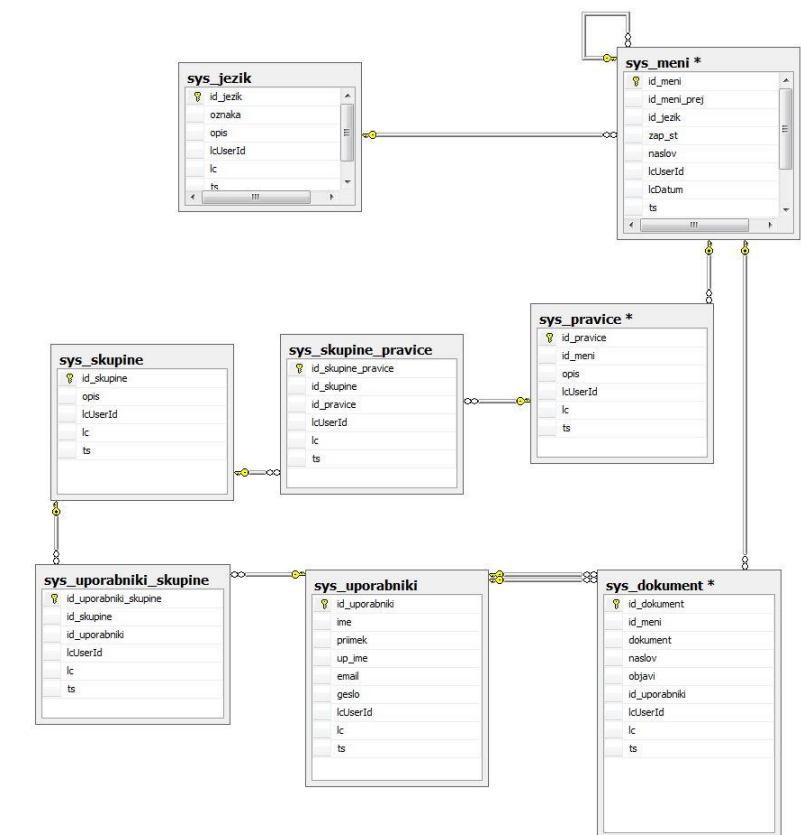 sys_jezik
id_jezik
oznaka
opis
lcUserId
lc
ts
sys_meni *
id_meni
id_meni_prej
id_jezik
zap_st
naslov
lcUserId
lcDatum
ts
sys_pravice *
id_pravice
id_meni
opis
lcUserId
lc
ts
sys_skupine_pravice
id_skupine_pravice
id_skupine
id_pravice
lcUserId
lc
ts
sys_skupine
id_skupine
opis
lcUserId
lc
ts
sys_uporabniki_skupine
id_uporabniki_skupine
id_skupine
id_uporabniki
lcUserId
lc
ts
sys_uporabniki
id_uporabniki
ime
priimek
up_ime
email
geslo
lcUserId
lc
ts
sys_dokument *
id_dokument
id_meni
dokument
naslov
objavi
id_uporabniki
lcUserId
lc
ts